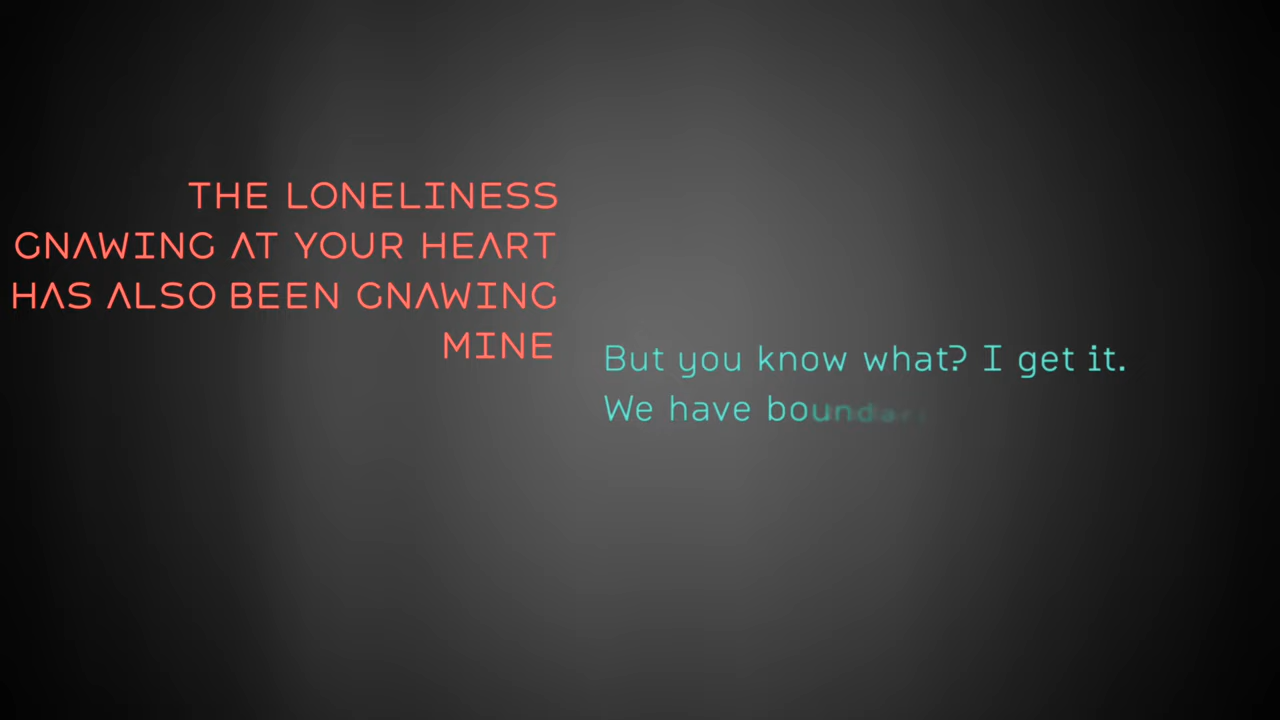 THE LONELINESS
GNAWING AT YOUR HEART
HAS ALSO BEEN GNAWING
MINE
But you know what? I get it.
We have